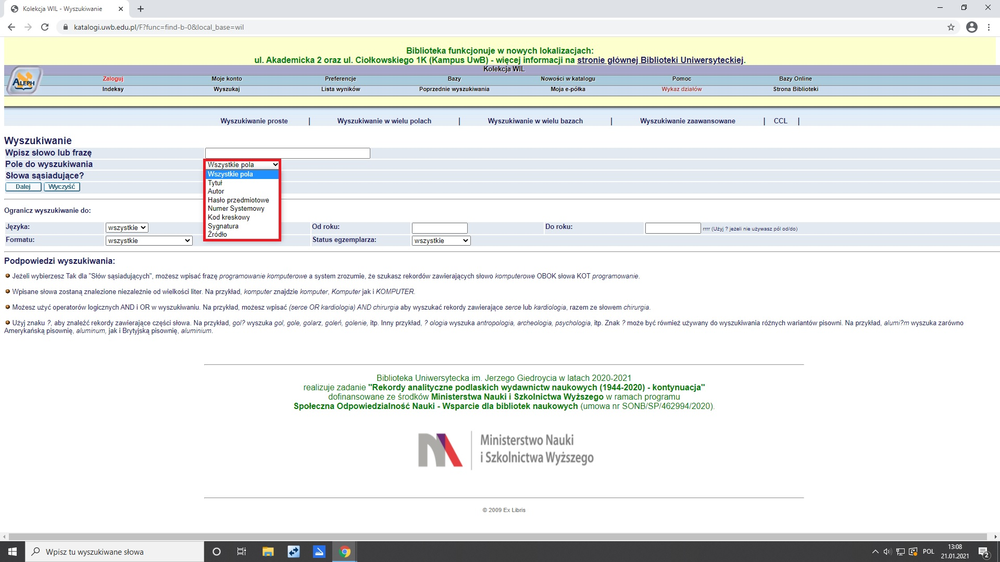 Kolekcja WIL - Wyszukiwanie
katalogi.uwb.edu.pl/F?func=find-b-0&local_base=wil
Biblioteka funkcjonuje w nowych lokalizacjach:
ul. Akademicka 2 oraz ul. Ciołkowskiego 1K (Kampus UwB) - więcej informacji na stronie głównej Biblioteki Uniwersyteckiej.
Kolekcja WIL
ALEPH
Zaloguj Moje konto Preferencje Bazy Nowości w katalogu Pomoc Bazy Online
Indeksy Wyszukaj Lista wyników Poprzednie wyszukiwania Moja e-półka Wykaz działów Strona Biblioteki
Wyszukiwanie proste | Wyszukiwanie w wielu polach | Wyszukiwanie w wielu bazach | Wyszukiwanie zaawansowane | CCL |
Wyszukiwanie
Wpisz słowo lub frazę
Pole do wyszukiwania Wszystkie pola
Słowa sąsiadujące?
Dalej Wyczyść
Wszystkie pola
Tytuł
Autor
Hasło przedmiotowe
Numer Systemowy
Kod kreskowy
Sygnatura
Źródło
Ogranicz wyszukiwanie do:
Języka: wszystkie Od roku: Do roku: rrrr (Użyj ? jeżeli nie używasz pól od/do)
Formatu: wszystkie Status egzemplarza: wszystkie
Podpowiedzi wyszukiwania:
Jeżeli wybierzesz Tak dla "Słów sąsiadujących", możesz wpisać frazę programowanie komputerowe a system zrozumie, że szukasz rekordów zawierających słowo komputerowe OBOK słowa KOT programowanie.
Wpisane słowa zostaną znalezione niezależnie od wielkości liter. Na przykład, komputer znajdzie komputer, Komputer jak i KOMPUTER.
Możesz użyć operatorów logicznych AND i OR w wyszukiwaniu. Na przykład, możesz wpisać (serce OR kardiologia) AND chirurgia aby wyszukać rekordy zawierające serce lub kardiologia, razem ze słowem chirurgia.
Użyj znaku ?, aby znaleźć rekordy zawierające części słowa. Na przykład, gol? wyszuka gol, gole, golarz, goleń, golenie, itp. Inny przykład, ? ologia wyszuka antropologia, archeologia, psychologia, itp. Znak ? może być również używany do wyszukiwania różnych wariantów pisowni. Na przykład, alumi?m wyszuka zarówno
Amerykańską pisownię, aluminum, jak i Brytyjską pisownię, aluminium.
Biblioteka Uniwersytecka im. Jerzego Giedroycia w latach 2020-2021
realizuje zadanie "Rekordy analityczne podlaskich wydawnictw naukowych (1944-2020) - kontynuacja"
dofinansowane ze środków Ministerstwa Nauki i Szkolnictwa Wyższego w ramach programu
Społeczna Odpowiedzialność Nauki - Wsparcie dla bibliotek naukowych (umowa nr SONB/SP/462994/2020).
Ministerstwo Nauki
i Szkolnictwa Wyższego
© 2009 Ex Libris
Wpisz tu wyszukiwane słowa
POL
13:08
21.01.2021
2